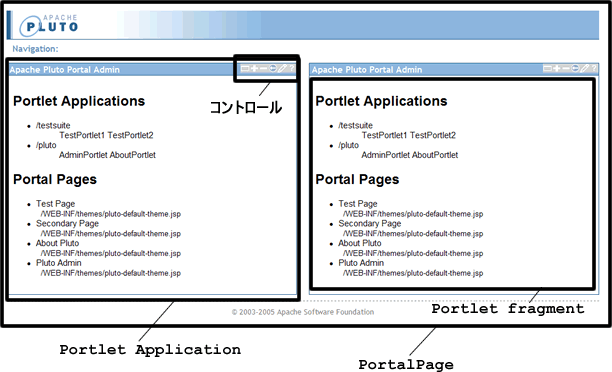 APACHE
PLUTO
Navigation:
Apache Pluto Portal Admin
Apache Pluto Portal Admin
コントロール
Portlet Applications
/testsuite
TestPortlet1 TestPortlet2
/pluto
AdminPortlet AboutPortlet
Portal Pages
Test Page
/WEB-INF/themes/pluto-default-theme.jsp
Secondary Page
/WEB-INF/themes/pluto-default-theme.jsp
About Pluto
/WEB-INF/themes/pluto-default-theme.jsp
Pluto Admin
/WEB-INF/themes/pluto-default-theme.jsp
Portlet Applications
/testsuite
TestPortlet1 TestPortlet2
/pluto
AdminPortlet AboutPortlet
Portal Pages
Test Page
/WEB-INF/themes/pluto-default-theme.jsp
Secondary Page
/WEB-INF/themes/pluto-default-theme.jsp
About Pluto
/WEB-INF/themes/pluto-default-theme.jsp
Pluto Admin
/WEB-INF/themes/pluto-default-theme.jsp
© 2003-2005 Apache Software Foundation
Portlet fragment
Portlet Application
PortalPage